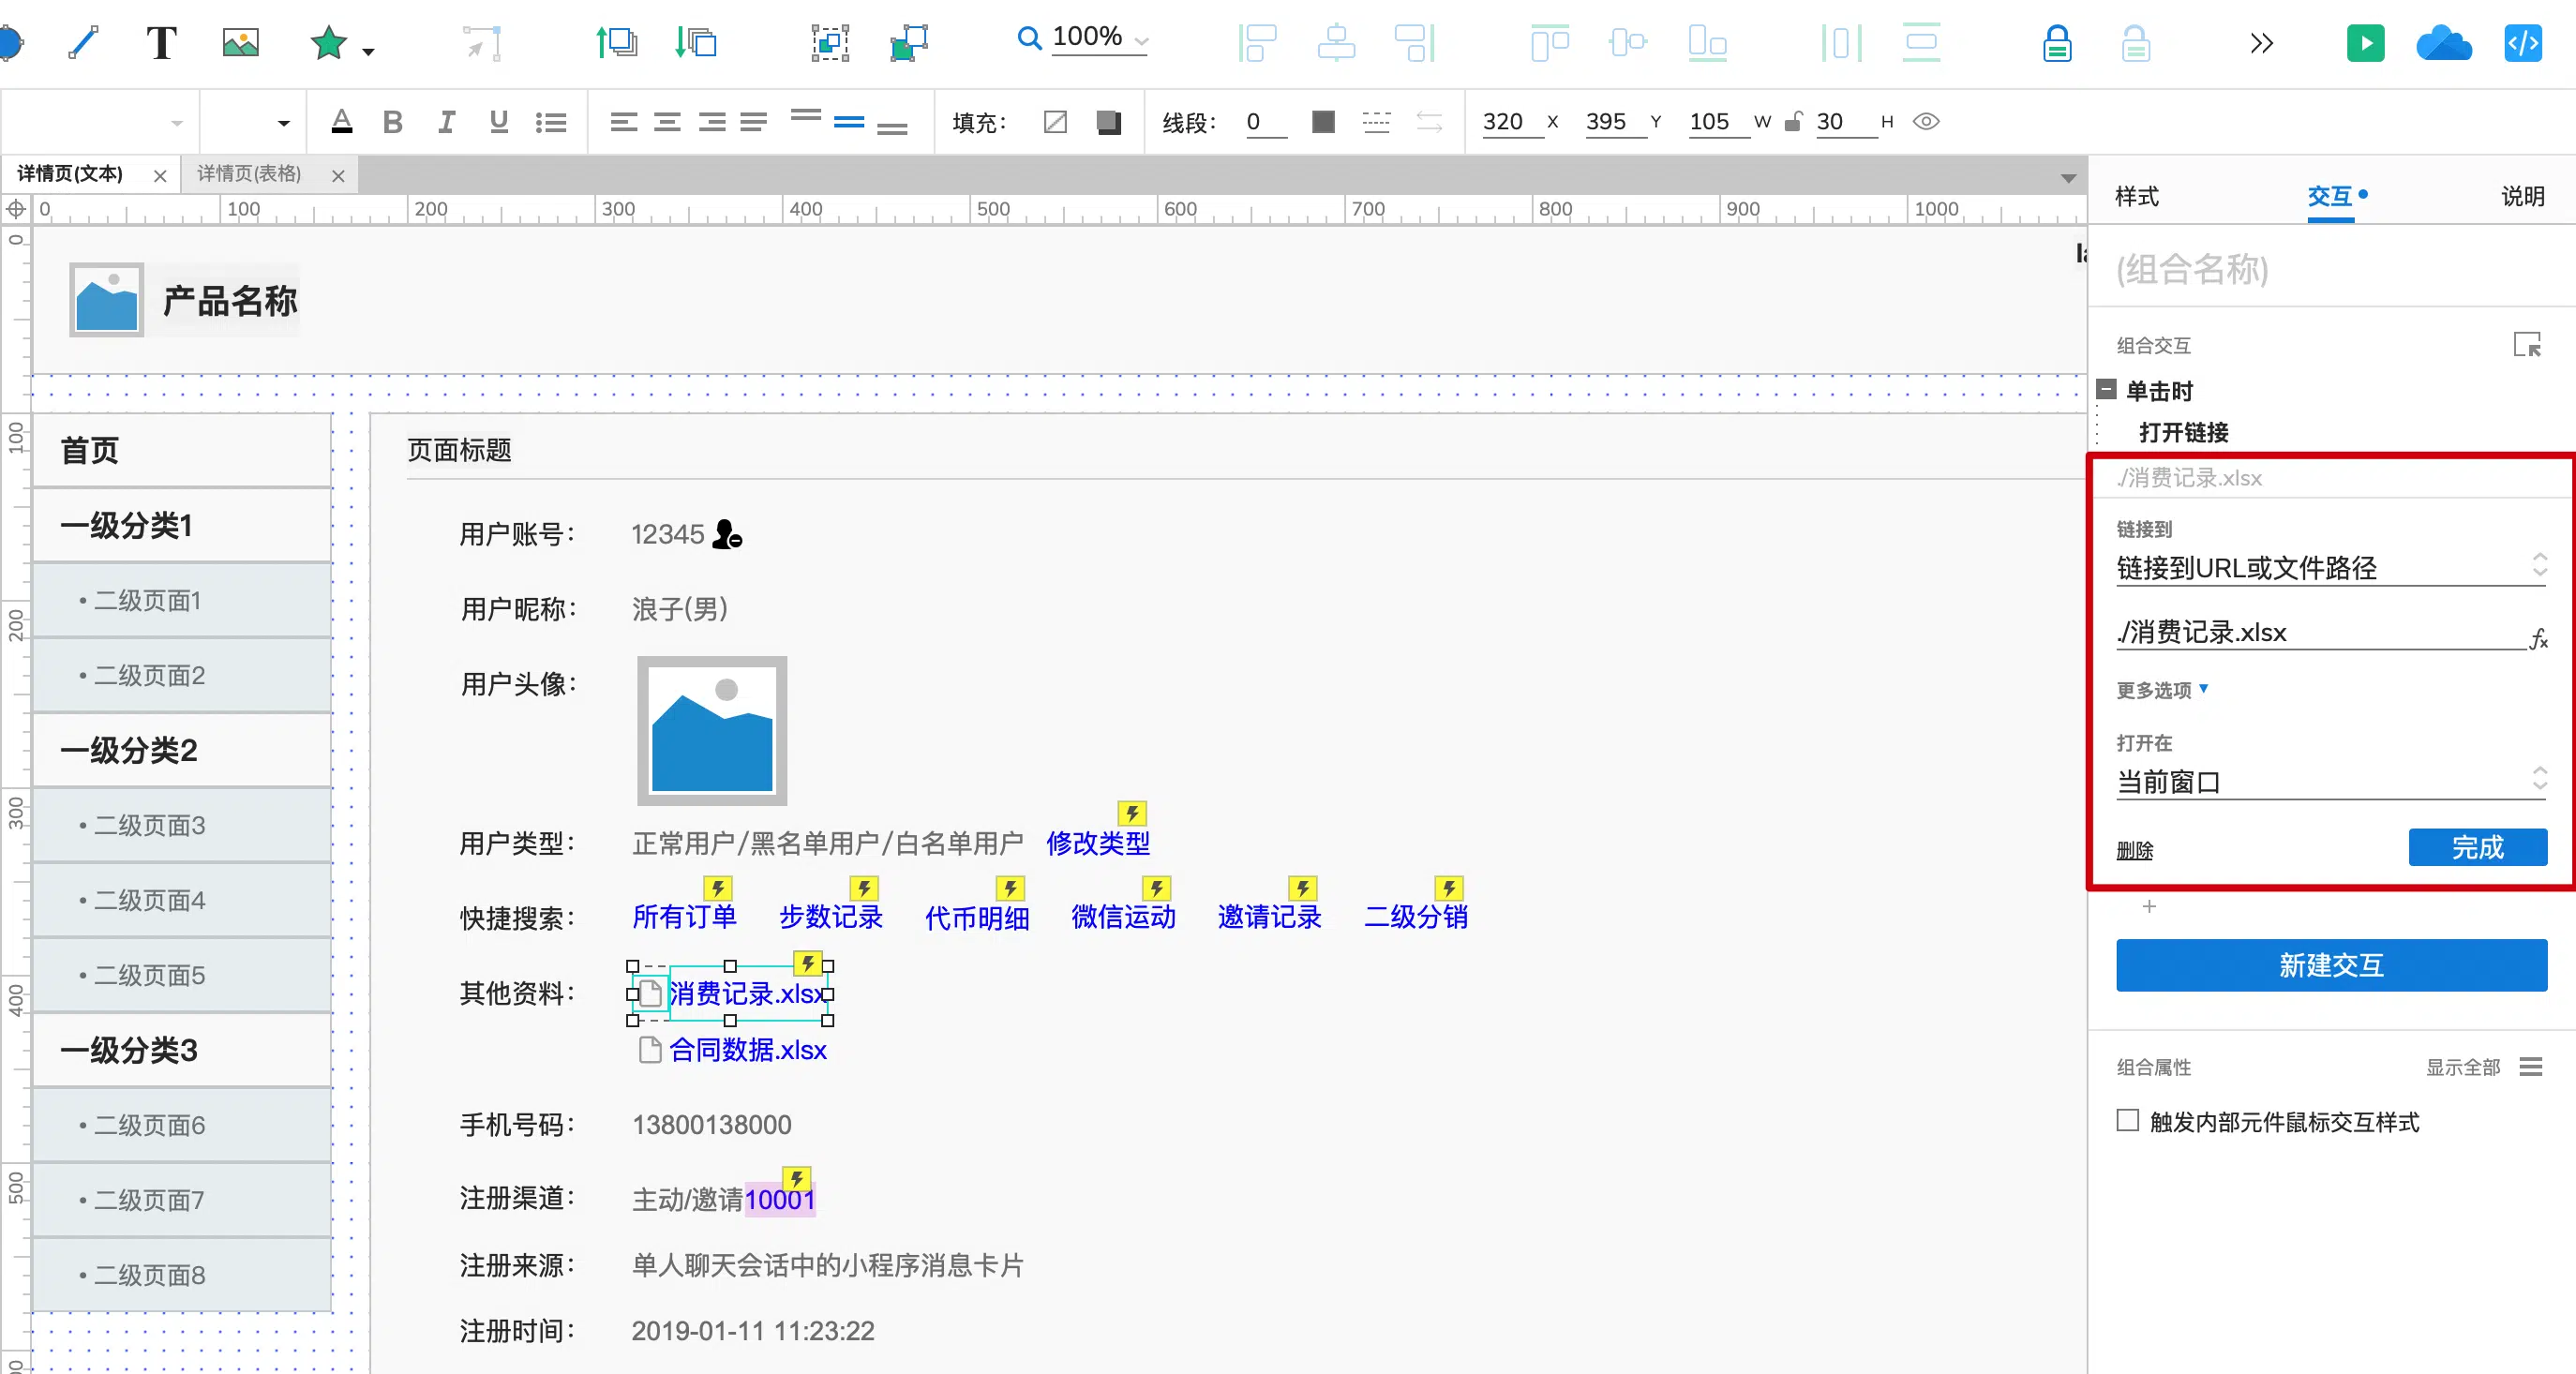 T 100%
A B I U 填充： 线段： 0 320 X 395 Y 105 W 30 H
详情页(文本) 详情页(表格)
0 100 200 300 400 500 600 700 800 900 1000
0
100
200
300
400
500
产品名称
首页
一级分类1
• 二级页面1
• 二级页面2
一级分类2
• 二级页面3
• 二级页面4
• 二级页面5
一级分类3
• 二级页面6
• 二级页面7
• 二级页面8
页面标题
用户账号： 12345
用户昵称： 浪子(男)
用户头像：
用户类型： 正常用户/黑名单用户/白名单用户 修改类型
快捷搜索： 所有订单 步数记录 代币明细 微信运动 邀请记录 二级分销
其他资料： 消费记录.xlsx
合同数据.xlsx
手机号码： 13800138000
注册渠道： 主动/邀请10001
注册来源： 单人聊天会话中的小程序消息卡片
注册时间： 2019-01-11 11:23:22
样式 交互 说明
(组合名称)
组合交互
单击时
打开链接
./消费记录.xlsx
链接到
链接到URL或文件路径
./消费记录.xlsx fx
更多选项
打开在
当前窗口
删除 完成
+
新建交互
组合属性 显示全部
触发内部元件鼠标交互样式